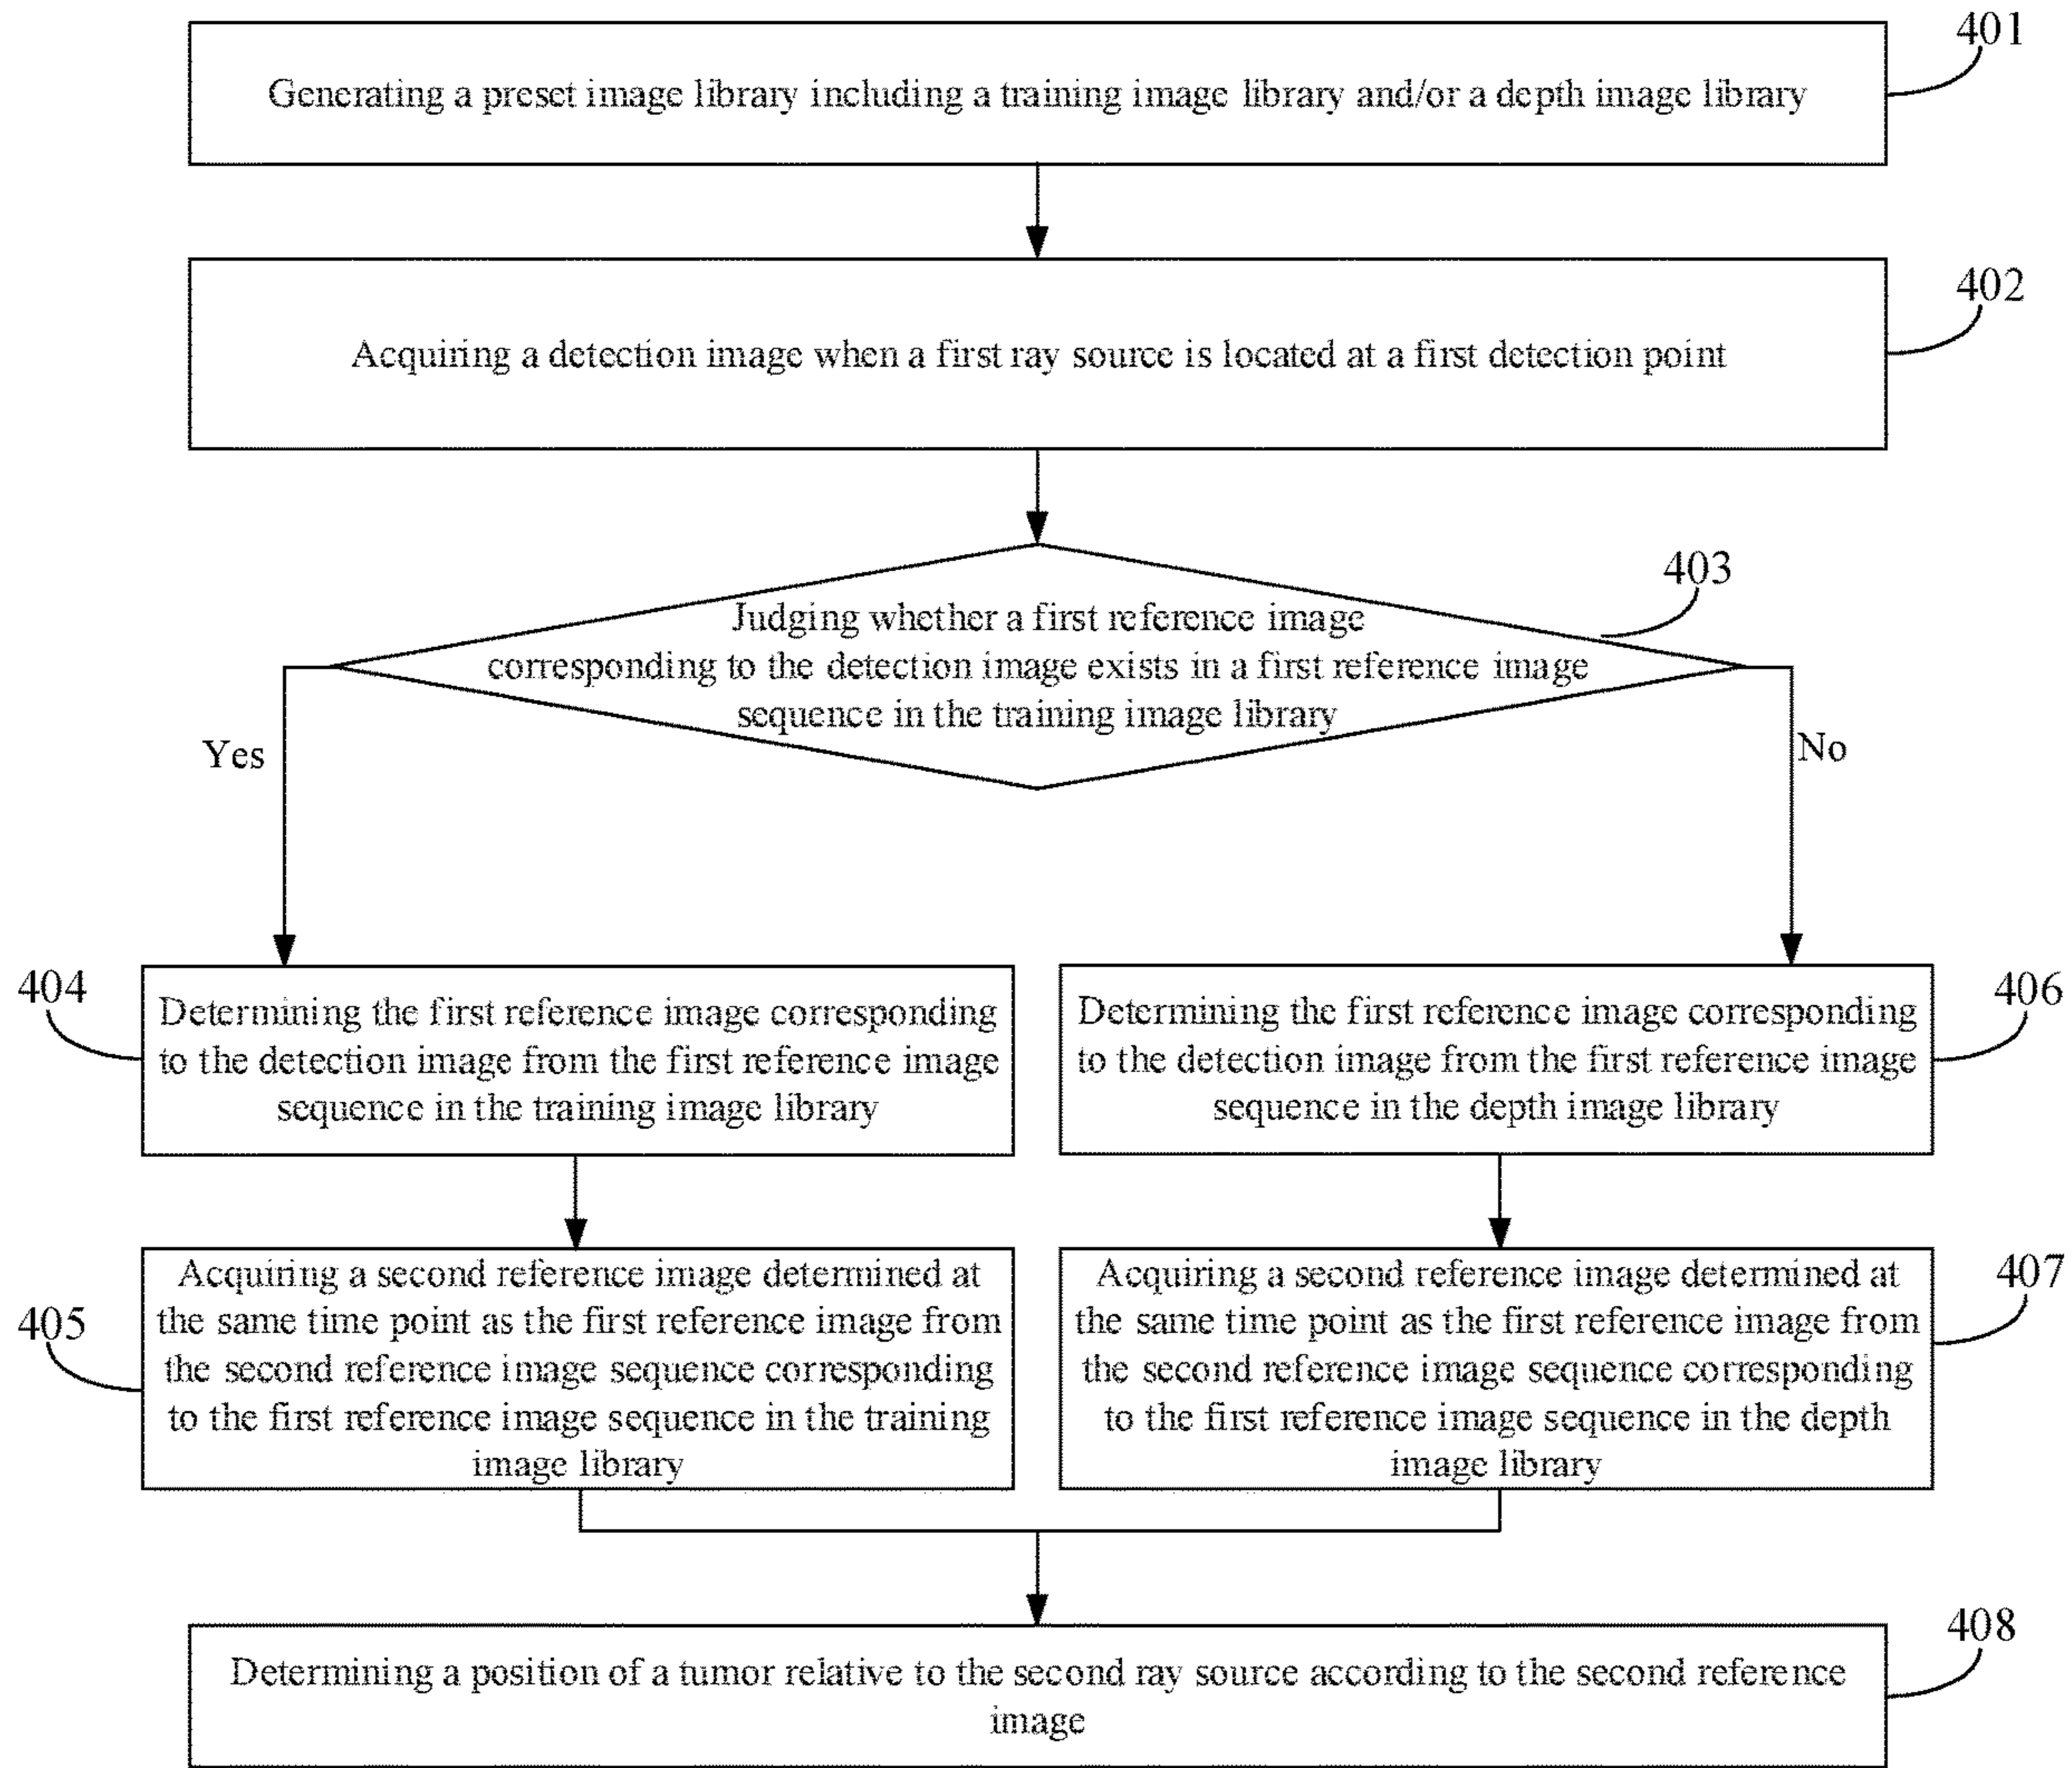 401
Generating a preset image library including a training image library and/or a depth image library
402
Acquiring a detection image when a first ray source is located at a first detection point
403
Judging whether a first reference image
corresponding to the detection image exists in a first reference image
sequence in the training image library
Yes
No
404
Determining the first reference image corresponding
to the detection image from the first reference image
sequence in the training image library
406
Determining the first reference image corresponding
to the detection image from the first reference image
sequence in the depth image library
405
Acquiring a second reference image determined at
the same time point as the first reference image from
the second reference image sequence corresponding
to the first reference image sequence in the training
image library
407
Acquiring a second reference image determined at
the same time point as the first reference image from
the second reference image sequence corresponding
to the first reference image sequence in the depth
image library
408
Determining a position of a tumor relative to the second ray source according to the second reference
image